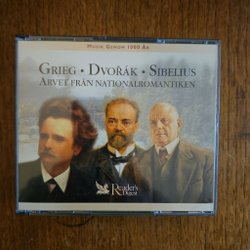 Musik Genom 1000 År
Grieg • Dvořák • Sibelius
Arvet från nationalromantiken
Reader's
Digest